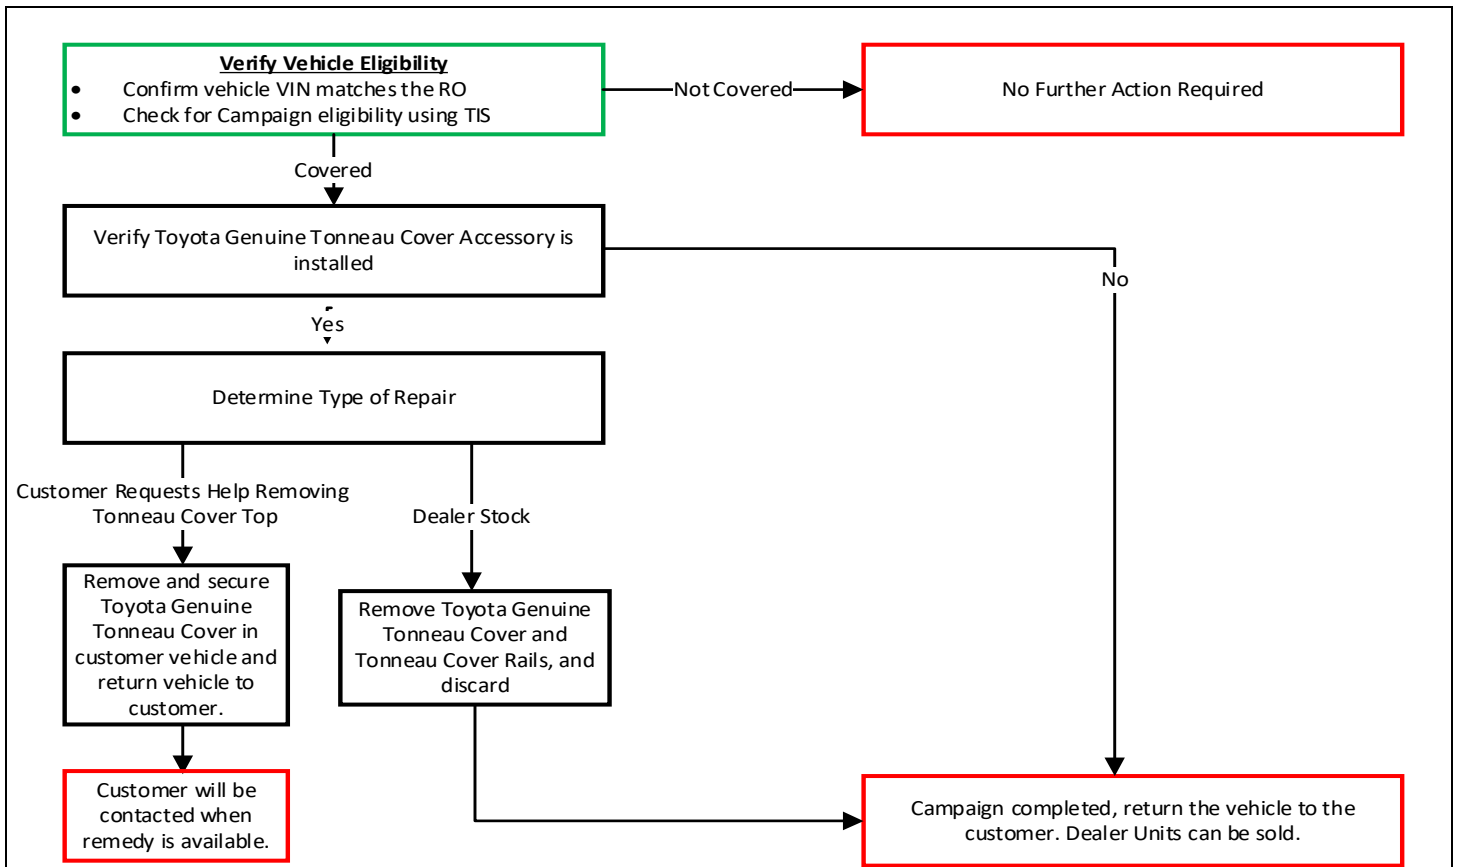 Verify Vehicle Eligibility
• Confirm vehicle VIN matches the RO
• Check for Campaign eligibility using TIS
Not Covered
No Further Action Required
Covered
Verify Toyota Genuine Tonneau Cover Accessory is
installed
No
Yes
Determine Type of Repair
Customer Requests Help Removing
Tonneau Cover Top
Dealer Stock
Remove and secure
Toyota Genuine
Tonneau Cover in
customer vehicle and
return vehicle to
customer.
Remove Toyota Genuine
Tonneau Cover and
Tonneau Cover Rails, and
discard
Customer will be
contacted when
remedy is available.
Campaign completed, return the vehicle to the
customer. Dealer Units can be sold.